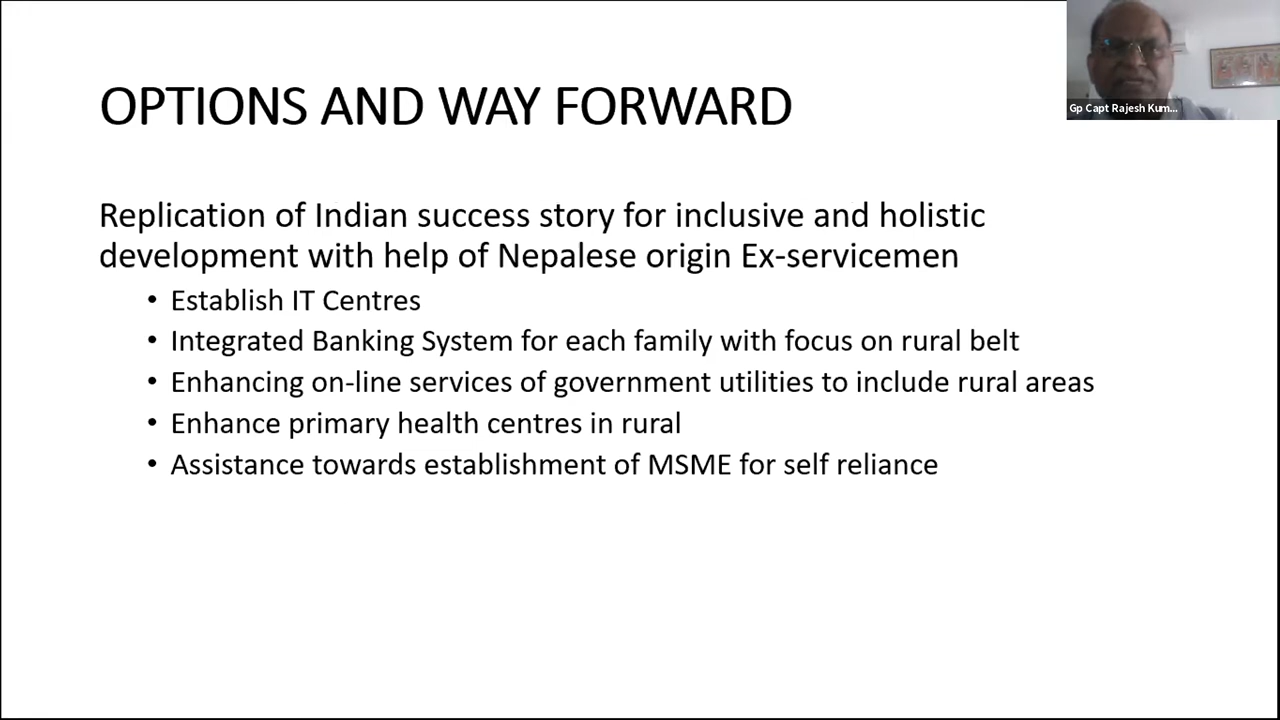 Gp Capt Rajesh Kum...
OPTIONS AND WAY FORWARD
Replication of Indian success story for inclusive and holistic
development with help of Nepalese origin Ex-servicemen
• Establish IT Centres
• Integrated Banking System for each family with focus on rural belt
• Enhancing on-line services of government utilities to include rural areas
• Enhance primary health centres in rural
• Assistance towards establishment of MSME for self reliance